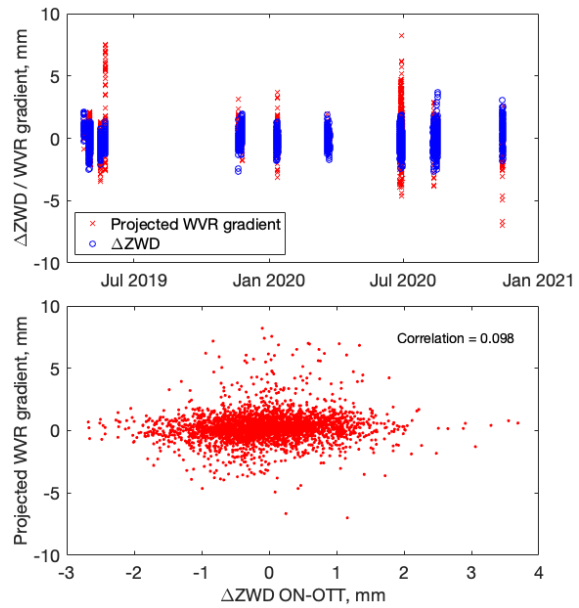 10
5
0
-5
-10
ΔZWD / WVR gradient, mm
Projected WVR gradient
ΔZWD
Jul 2019
Jan 2020
Jul 2020
Jan 2021
10
5
0
-5
-10
Projected WVR gradient, mm
Correlation = 0.098
-3
-2
-1
0
1
2
3
4
ΔZWD ON-OTT, mm